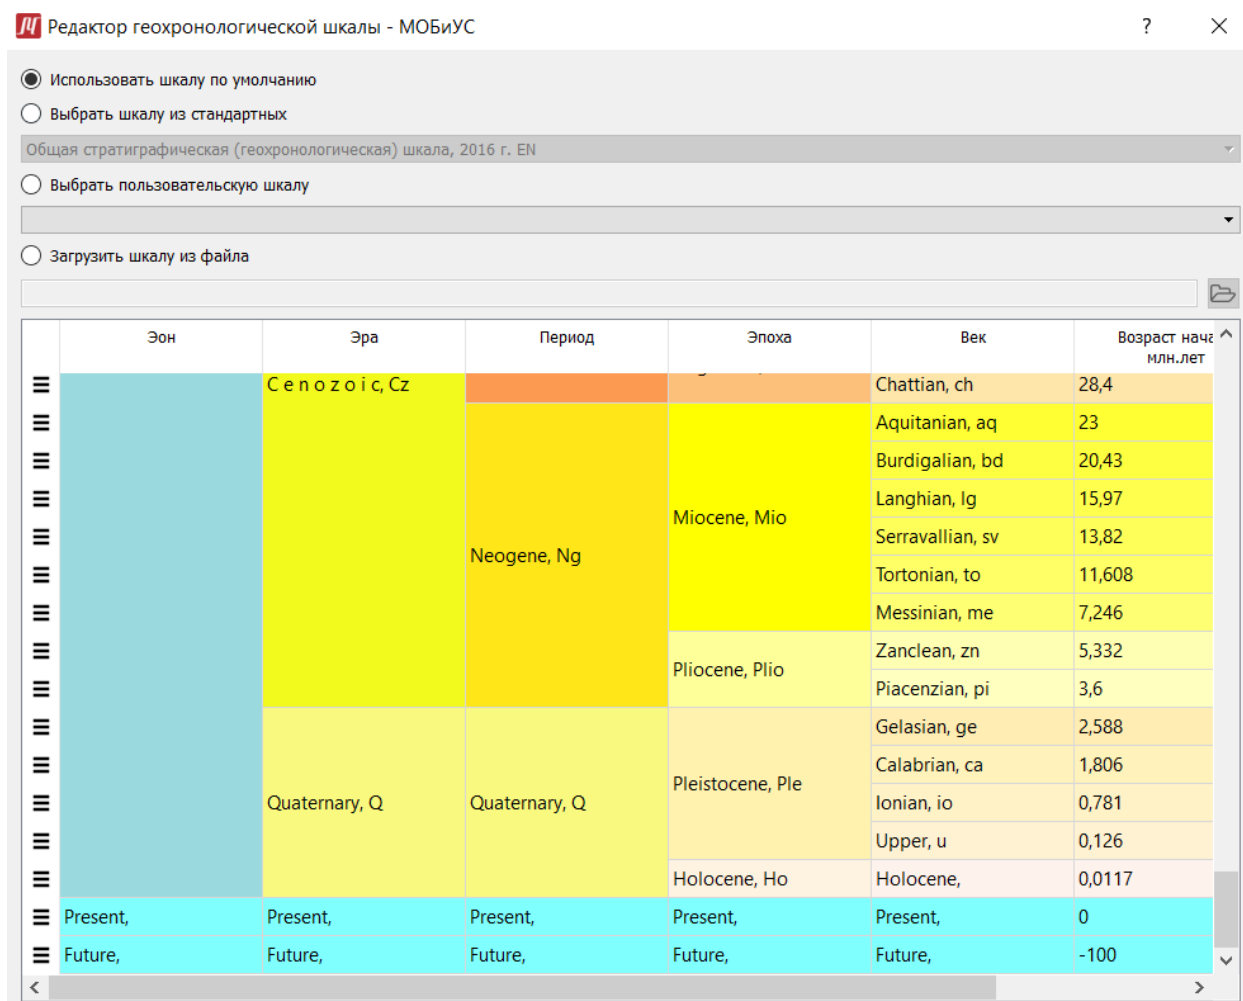 Редактор геохронологической шкалы - МОБиУС ?
Использовать шкалу по умолчанию
Выбрать шкалу из стандартных
Общая стратиграфическая (геохронологическая) шкала, 2016 г. EN
Выбрать пользовательскую шкалу
Загрузить шкалу из файла
Эон Эра Период Эпоха Век Возраст нача
млн.лет
C e n o z o i c, Cz Chattian, ch 28,4
Aquitanian, aq 23
Burdigalian, bd 20,43
Langhian, lg 15,97
Miocene, Mio
Serravallian, sv 13,82
Neogene, Ng
Tortonian, to 11,608
Messinian, me 7,246
Zanclean, zn 5,332
Pliocene, Plio
Piacenzian, pi 3,6
Gelasian, ge 2,588
Calabrian, ca 1,806
Pleistocene, Ple
Quaternary, Q Quaternary, Q Ionian, io 0,781
Upper, u 0,126
Holocene, Ho Holocene, 0,0117
Present, Present, Present, Present, Present, 0
Future, Future, Future, Future, Future, -100